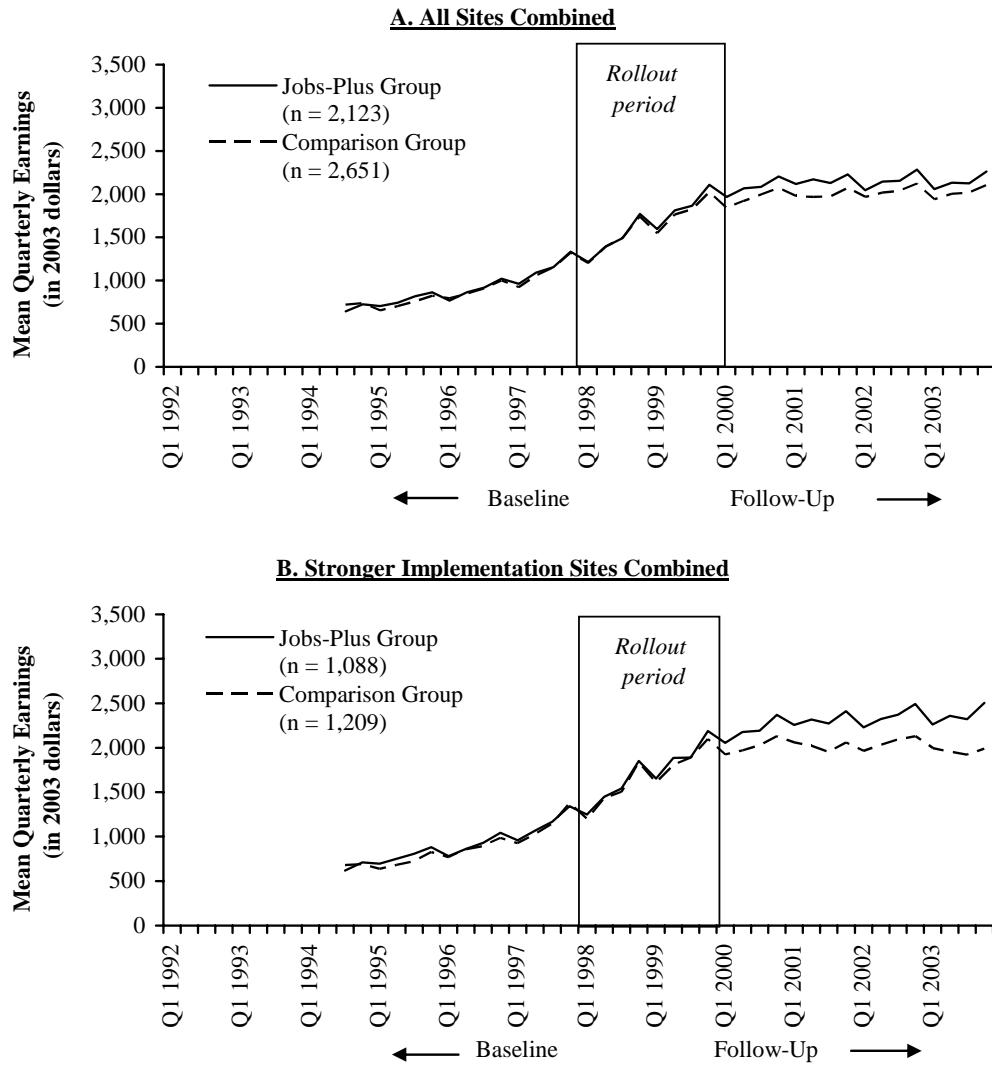 A. All Sites Combined
Mean Quarterly Earnings
(in 2003 dollars)
3,500
3,000
2,500
2,000
1,500
1,000
500
0
Jobs-Plus Group
(n = 2,123)
Comparison Group
(n = 2,651)
Rollout
period
Q1 1992
Q1 1993
Q1 1994
Q1 1995
Q1 1996
Q1 1997
Q1 1998
Q1 1999
Q1 2000
Q1 2001
Q1 2002
Q1 2003
Baseline
Follow-Up
B. Stronger Implementation Sites Combined
Mean Quarterly Earnings
(in 2003 dollars)
3,500
3,000
2,500
2,000
1,500
1,000
500
0
Jobs-Plus Group
(n = 1,088)
Comparison Group
(n = 1,209)
Rollout
period
Q1 1992
Q1 1993
Q1 1994
Q1 1995
Q1 1996
Q1 1997
Q1 1998
Q1 1999
Q1 2000
Q1 2001
Q1 2002
Q1 2003
Baseline
Follow-Up